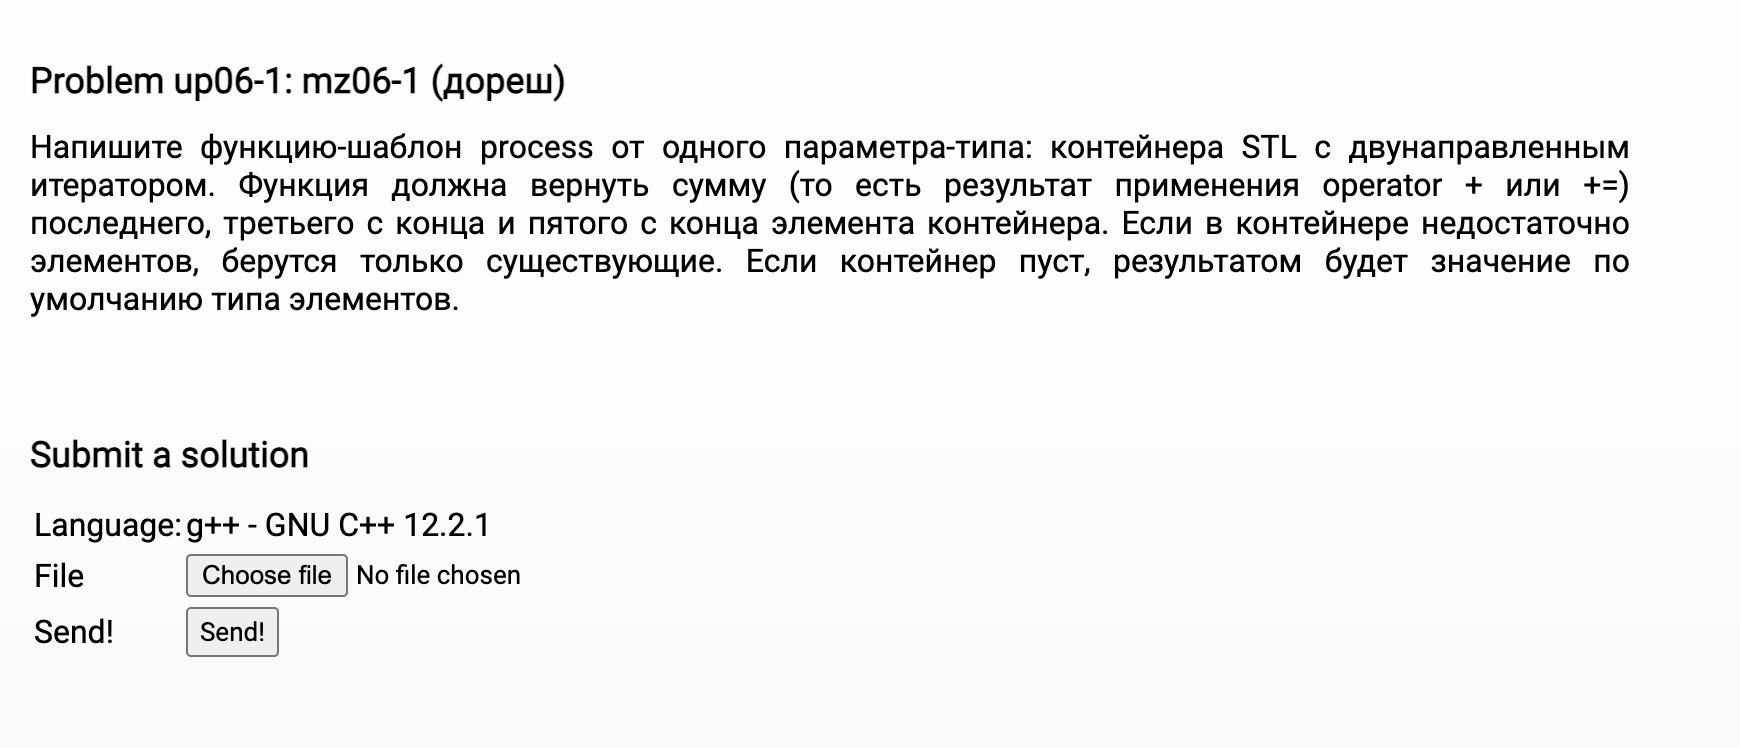 Problem up06-1: mz06-1 (дореш)
Напишите функцию-шаблон process от одного параметра-типа: контейнера STL с двунаправленным
итератором. Функция должна вернуть сумму (то есть результат применения operator + или +=)
последнего, третьего с конца и пятого с конца элемента контейнера. Если в контейнере недостаточно
элементов, берутся только существующие. Если контейнер пуст, результатом будет значение по
умолчанию типа элементов.
Submit a solution
Language: g++ - GNU C++ 12.2.1
File Choose file No file chosen
Send! Send!